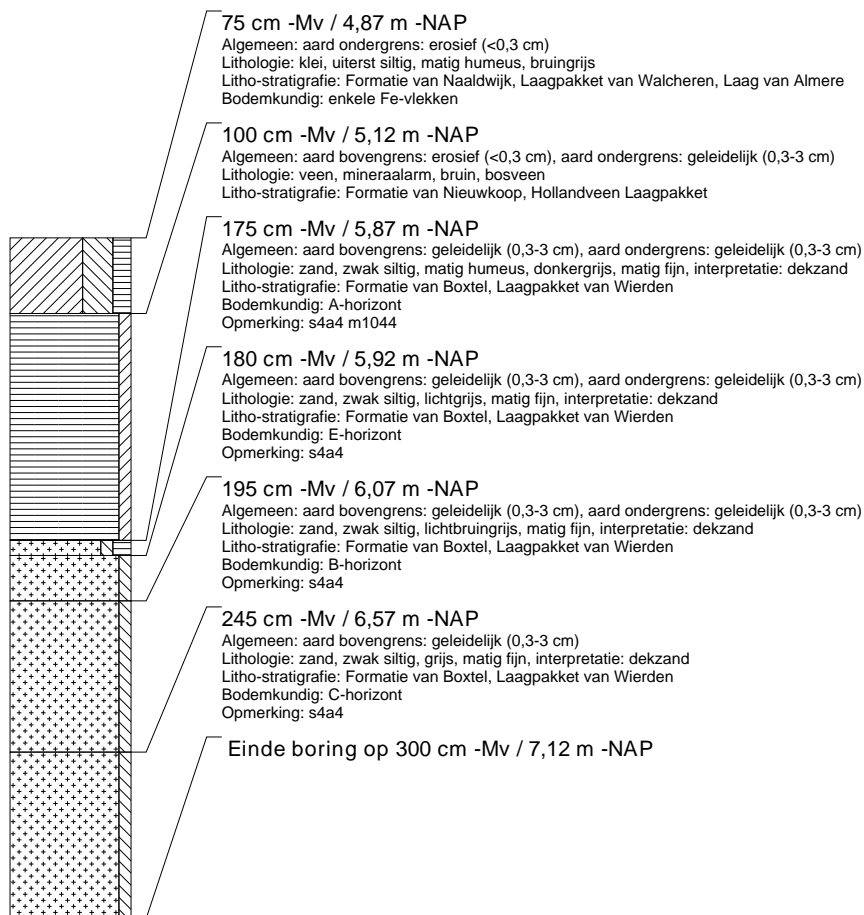 75 cm -Mv / 4,87 m -NAP
Algemeen: aard ondergrens: erosief (<0,3 cm)
Lithologie: klei, uiterst siltig, matig humeus, bruingrijs
Litho-stratigrafie: Formatie van Naaldwijk, Laagpakket van Walcheren, Laag van Almere
Bodemkundig: enkele Fe-vlekken
100 cm -Mv / 5,12 m -NAP
Algemeen: aard bovengrens: erosief (<0,3 cm), aard ondergrens: geleidelijk (0,3-3 cm)
Lithologie: veen, mineraalarm, bruin, bosveen
Litho-stratigrafie: Formatie van Nieuwkoop, Hollandveen Laagpakket
175 cm -Mv / 5,87 m -NAP
Algemeen: aard bovengrens: geleidelijk (0,3-3 cm), aard ondergrens: geleidelijk (0,3-3 cm)
Lithologie: zand, zwak siltig, matig humeus, donkergrijs, matig fijn, interpretatie: dekzand
Litho-stratigrafie: Formatie van Boxtel, Laagpakket van Wierden
Bodemkundig: A-horizont
Opmerking: s4a4 m1044
180 cm -Mv / 5,92 m -NAP
Algemeen: aard bovengrens: geleidelijk (0,3-3 cm), aard ondergrens: geleidelijk (0,3-3 cm)
Lithologie: zand, zwak siltig, lichtgrijs, matig fijn, interpretatie: dekzand
Litho-stratigrafie: Formatie van Boxtel, Laagpakket van Wierden
Bodemkundig: E-horizont
Opmerking: s4a4
195 cm -Mv / 6,07 m -NAP
Algemeen: aard bovengrens: geleidelijk (0,3-3 cm), aard ondergrens: geleidelijk (0,3-3 cm)
Lithologie: zand, zwak siltig, lichtbruingrijs, matig fijn, interpretatie: dekzand
Litho-stratigrafie: Formatie van Boxtel, Laagpakket van Wierden
Bodemkundig: B-horizont
Opmerking: s4a4
245 cm -Mv / 6,57 m -NAP
Algemeen: aard bovengrens: geleidelijk (0,3-3 cm)
Lithologie: zand, zwak siltig, grijs, matig fijn, interpretatie: dekzand
Litho-stratigrafie: Formatie van Boxtel, Laagpakket van Wierden
Bodemkundig: C-horizont
Opmerking: s4a4
Einde boring op 300 cm -Mv / 7,12 m -NAP